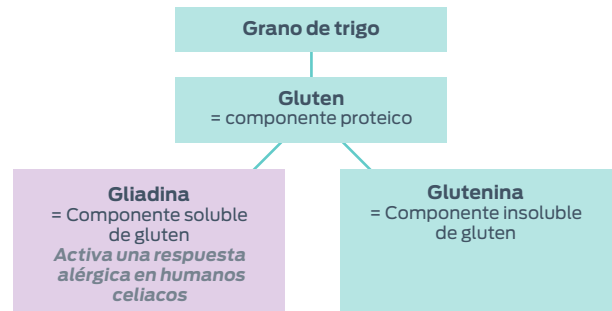 Grano de trigo
Gluten
= componente proteico
Gliadina
= Componente soluble
de gluten
Activa una respuesta
alérgica en humanos
celiacos
Glutenina
= Componente insoluble
de gluten